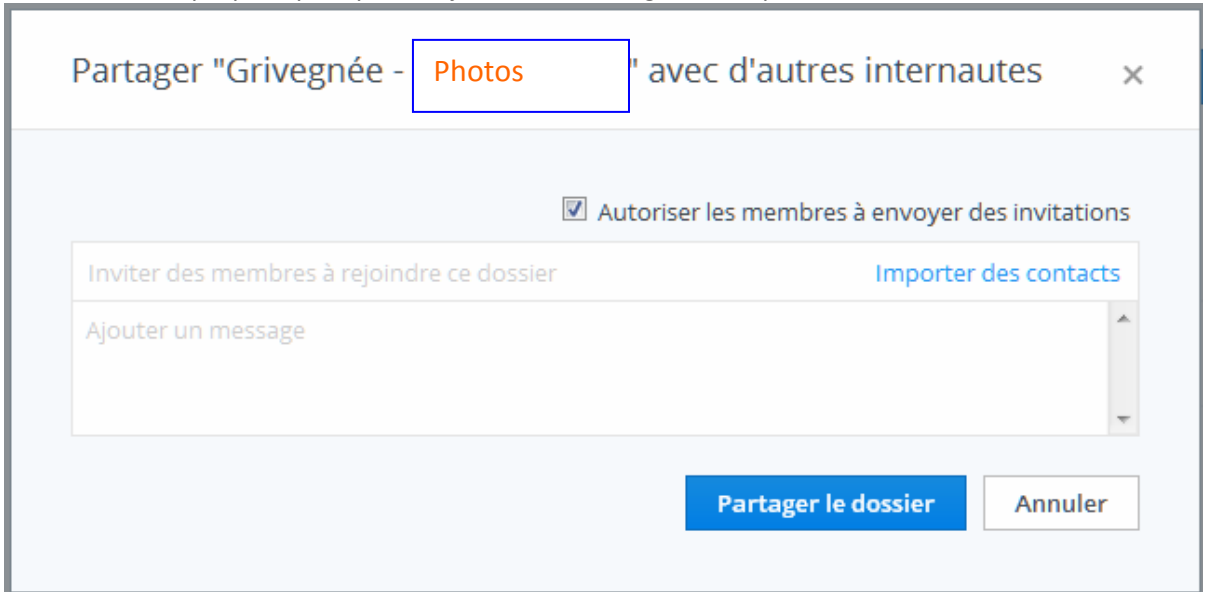 Partager "Grivegnée - Photos " avec d'autres internautes ×
Autoriser les membres à envoyer des invitations
Inviter des membres à rejoindre ce dossier Importer des contacts
Ajouter un message
Partager le dossier Annuler